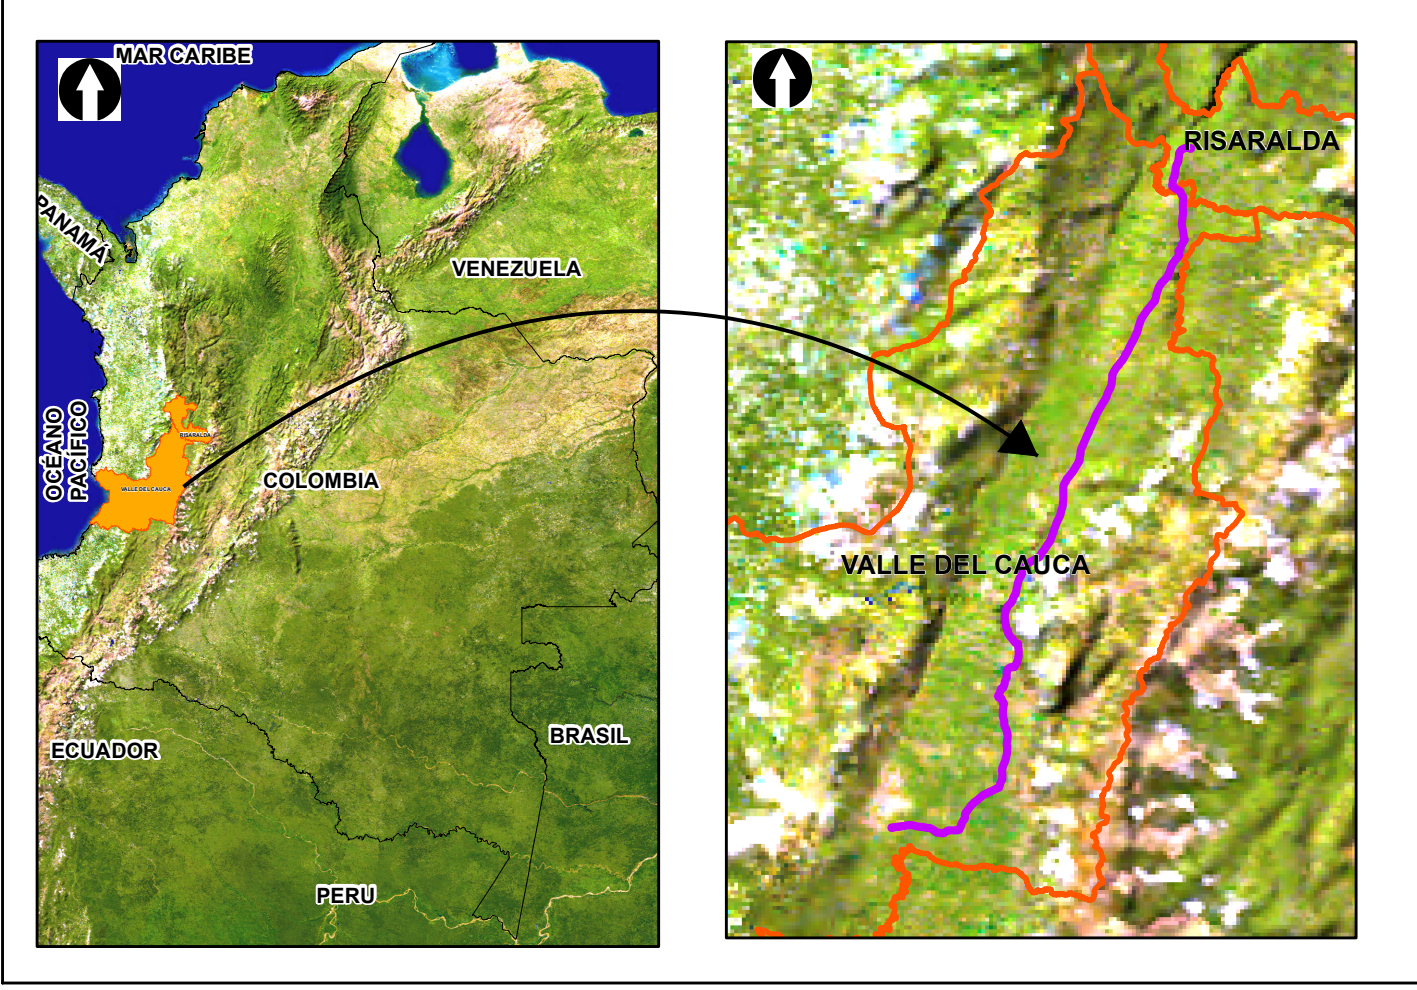 MAR CARIBE
PANAMÁ
VENEZUELA
OCÉANO
PACÍFICO
RISARALDA
VALLE DEL CAUCA
COLOMBIA
ECUADOR
BRASIL
PERU
RISARALDA
VALLE DEL CAUCA